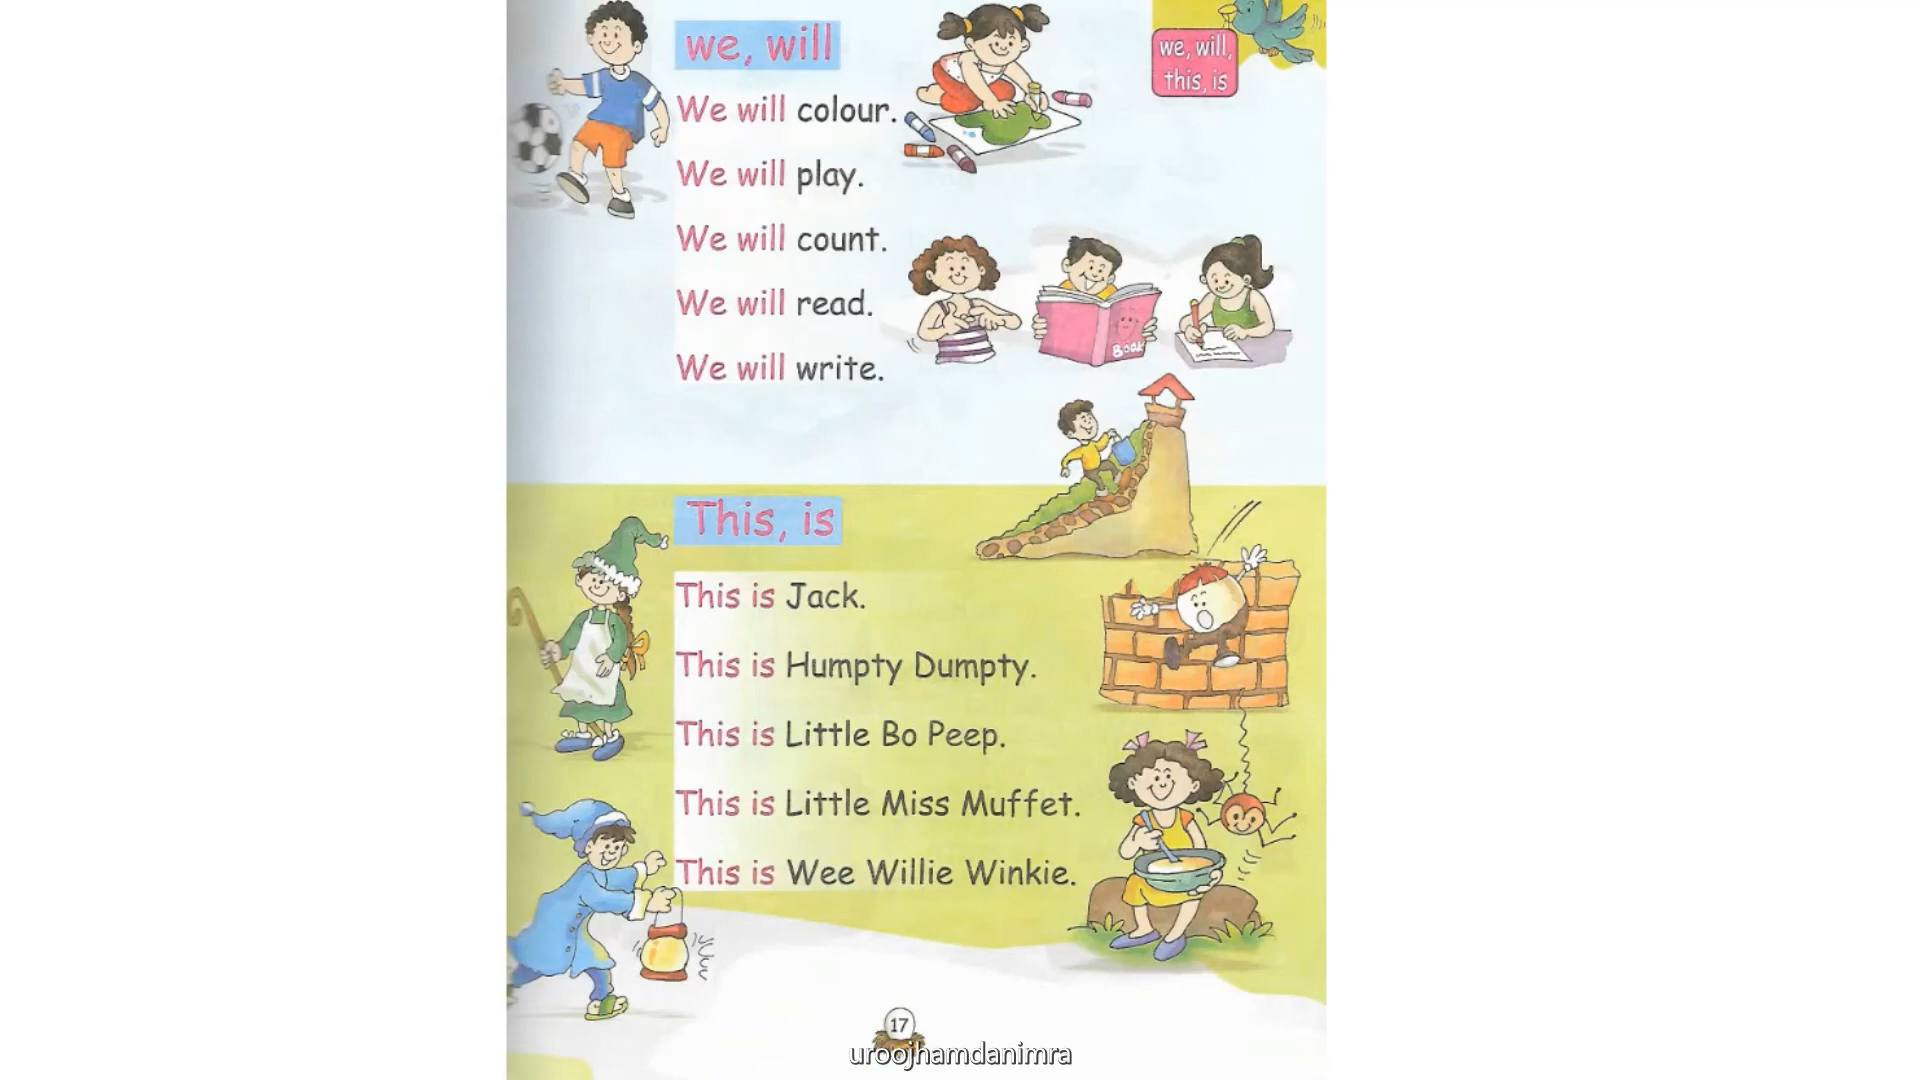 we, will
we, will,
this, is
We will colour.
We will play.
We will count.
We will read.
BOOK
We will write.
This, is
This is Jack.
This is Humpty Dumpty.
This is Little Bo Peep.
This is Little Miss Muffet.
This is Wee Willie Winkie.
17
uroojhamdanimra